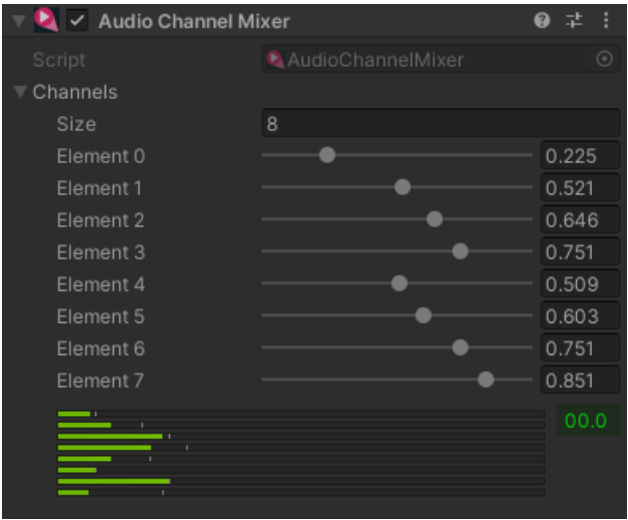 Audio Channel Mixer
Script AudioChannelMixer
Channels
Size 8
Element 0 0.225
Element 1 0.521
Element 2 0.646
Element 3 0.751
Element 4 0.509
Element 5 0.603
Element 6 0.751
Element 7 0.851
00.0